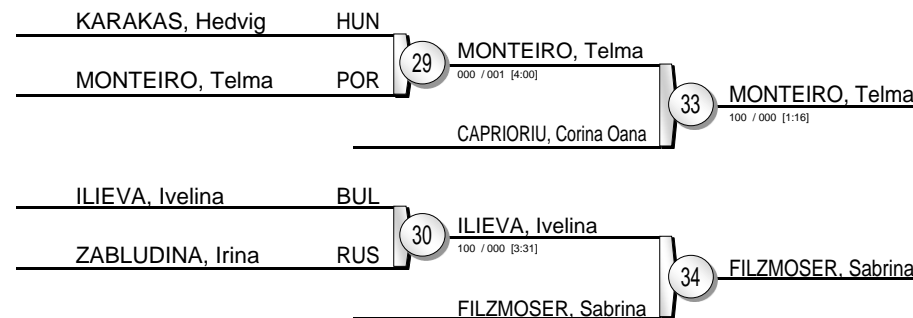 KARAKAS, Hedvig HUN
29
MONTEIRO, Telma
000 / 001 [4:00]
MONTEIRO, Telma POR
33
MONTEIRO, Telma
100 / 000 [1:16]
CAPRIORIU, Corina Oana
ILIEVA, Ivelina BUL
30
ILIEVA, Ivelina
100 / 000 [3:31]
ZABLUDINA, Irina RUS
34
FILZMOSER, Sabrina
FILZMOSER, Sabrina